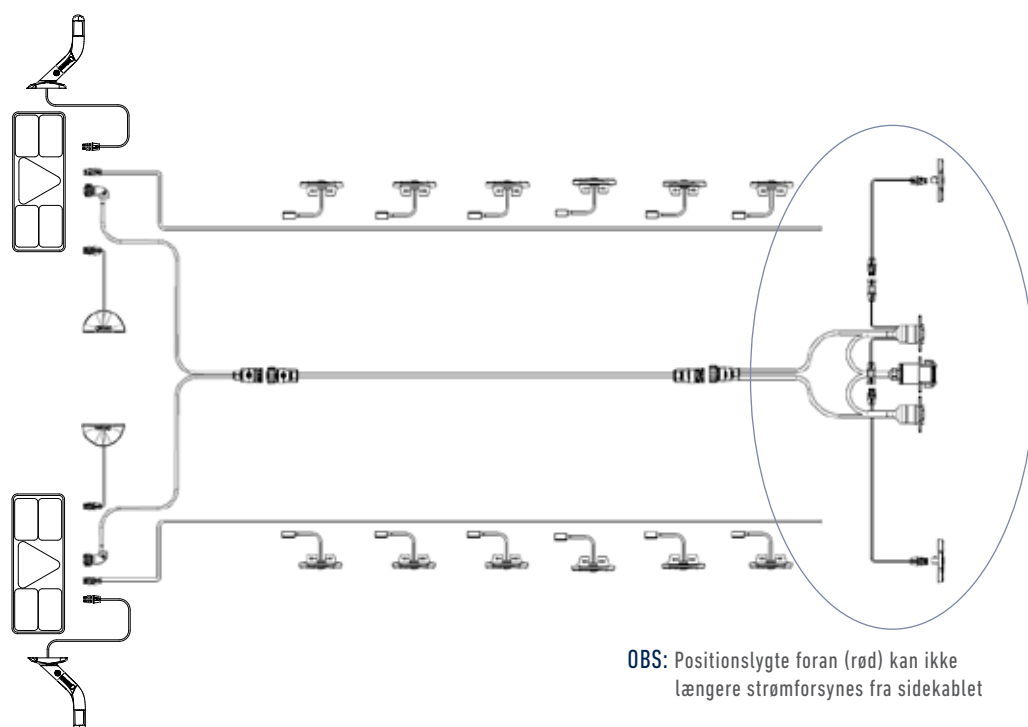 OBS: Positionslygte foran (rød) kan ikke
længere strømforsynes fra sidekablet